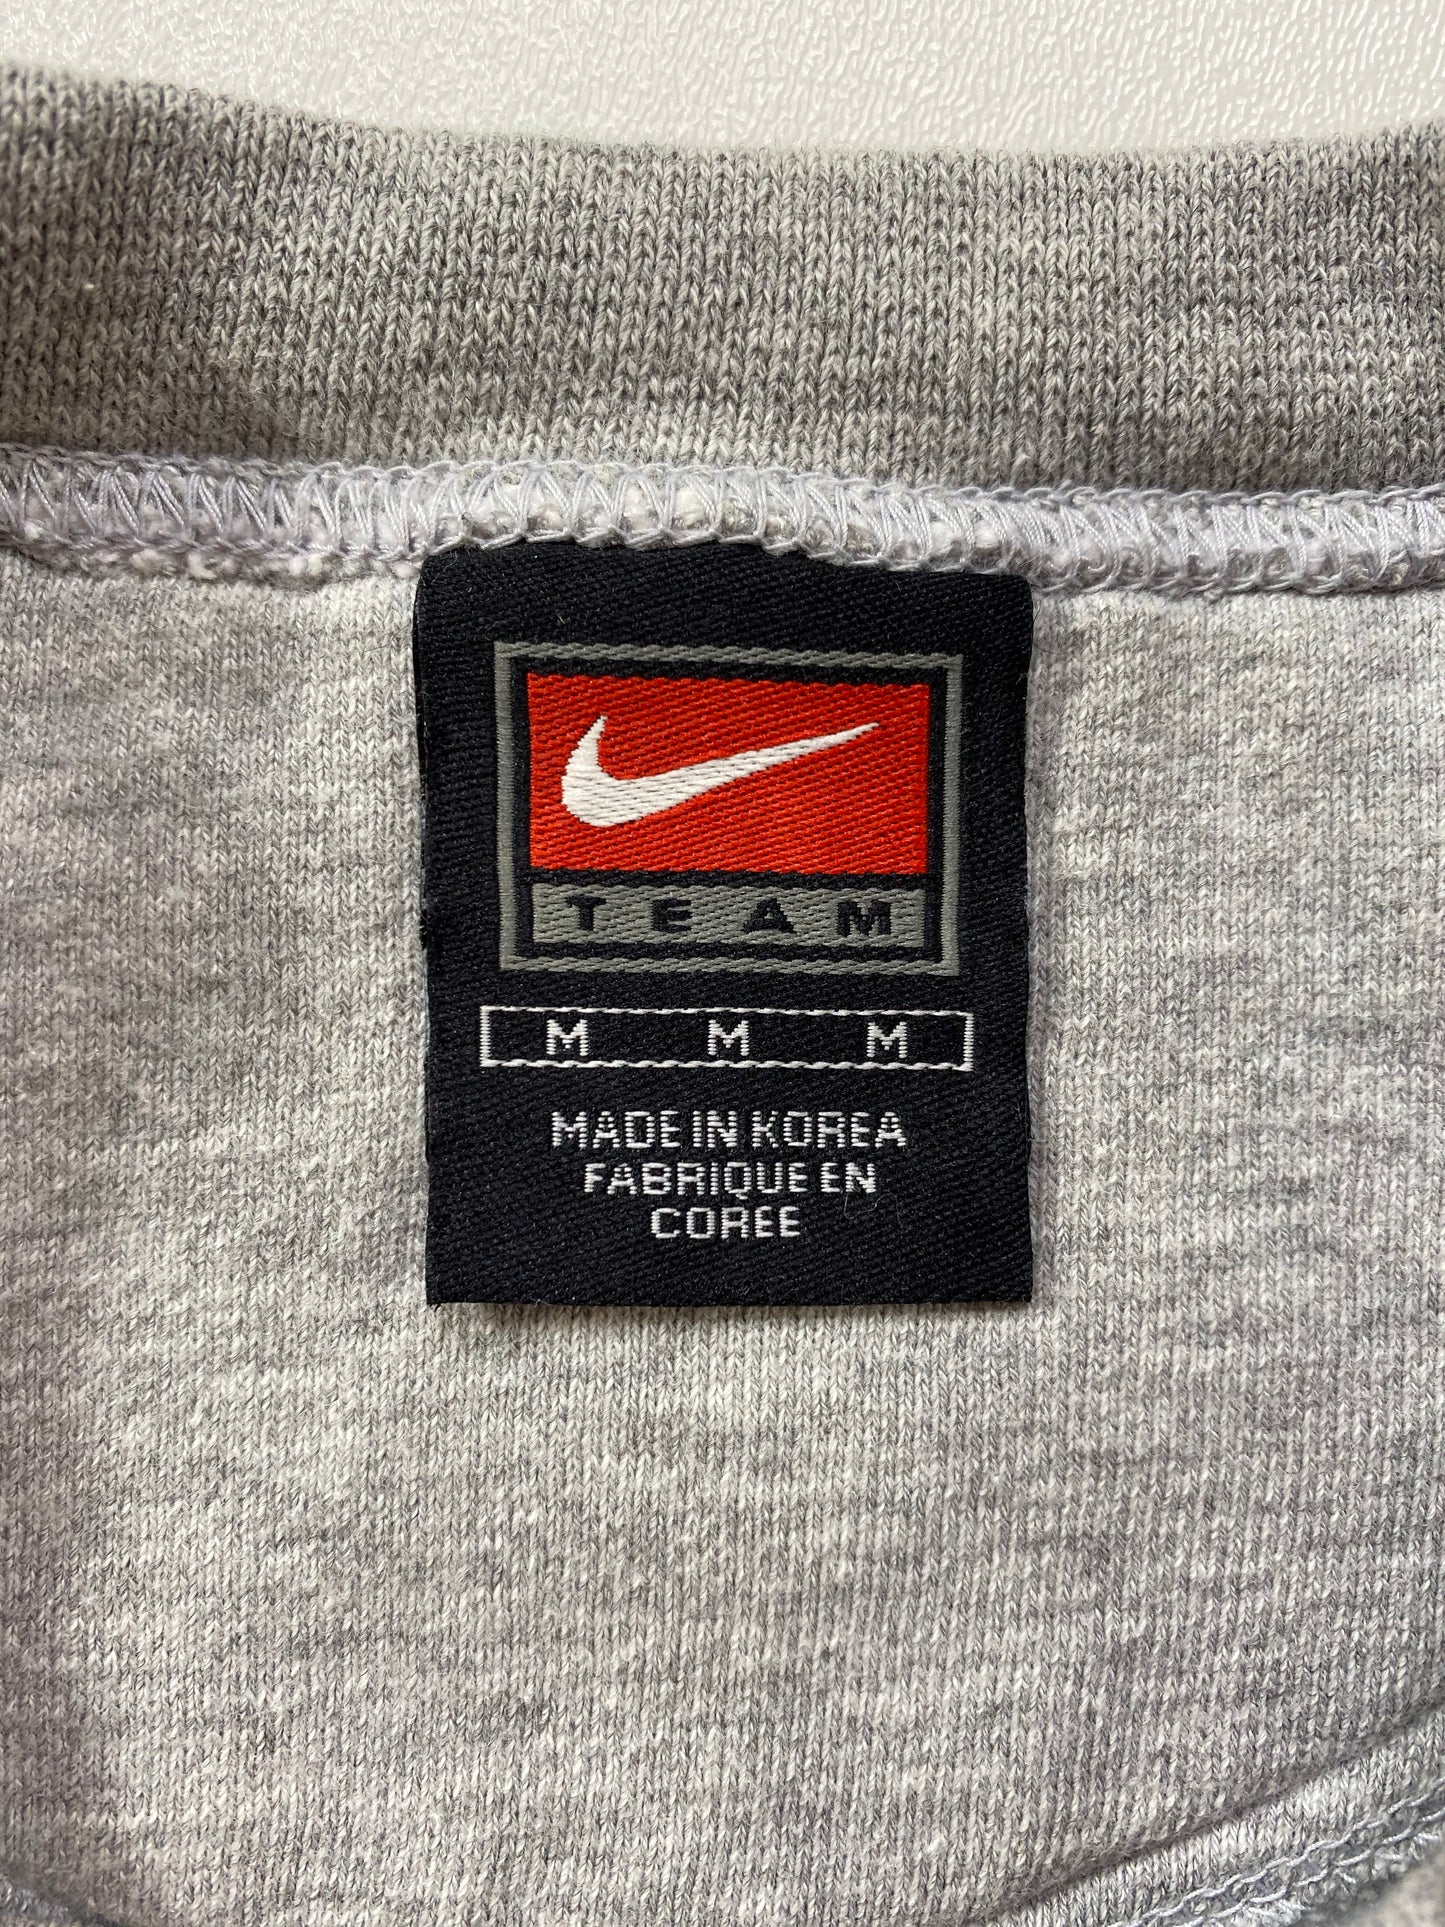 TEAM
M M M
MADE IN KOREA
FABRIQUE EN
COREE